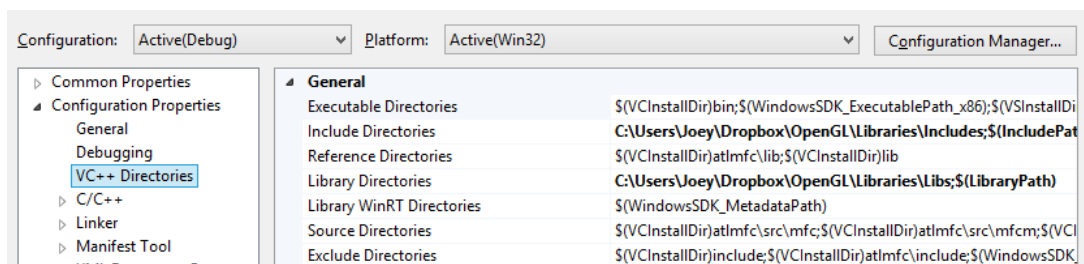 Configuration: Active(Debug) Platform: Active(Win32) Configuration Manager...
Common Properties
Configuration Properties
General
Debugging
VC++ Directories
C/C++
Linker
Manifest Tool
General
Executable Directories $(VCInstallDir)bin;$(WindowsSDK_ExecutablePath_x86);$(VSInstallDi
Include Directories C:\Users\Joey\Dropbox\OpenGL\Libraries\Includes;$(IncludePat
Reference Directories $(VCInstallDir)atlmfc\lib;$(VCInstallDir)lib
Library Directories C:\Users\Joey\Dropbox\OpenGL\Libraries\Libs;$(LibraryPath)
Library WinRT Directories $(WindowsSDK_MetadataPath)
Source Directories $(VCInstallDir)atlmfc\src\mfc;$(VCInstallDir)atlmfc\src\mfcm;$(VCI
Exclude Directories $(VCInstallDir)include;$(VCInstallDir)atlmfc\include;$(WindowsSDK_